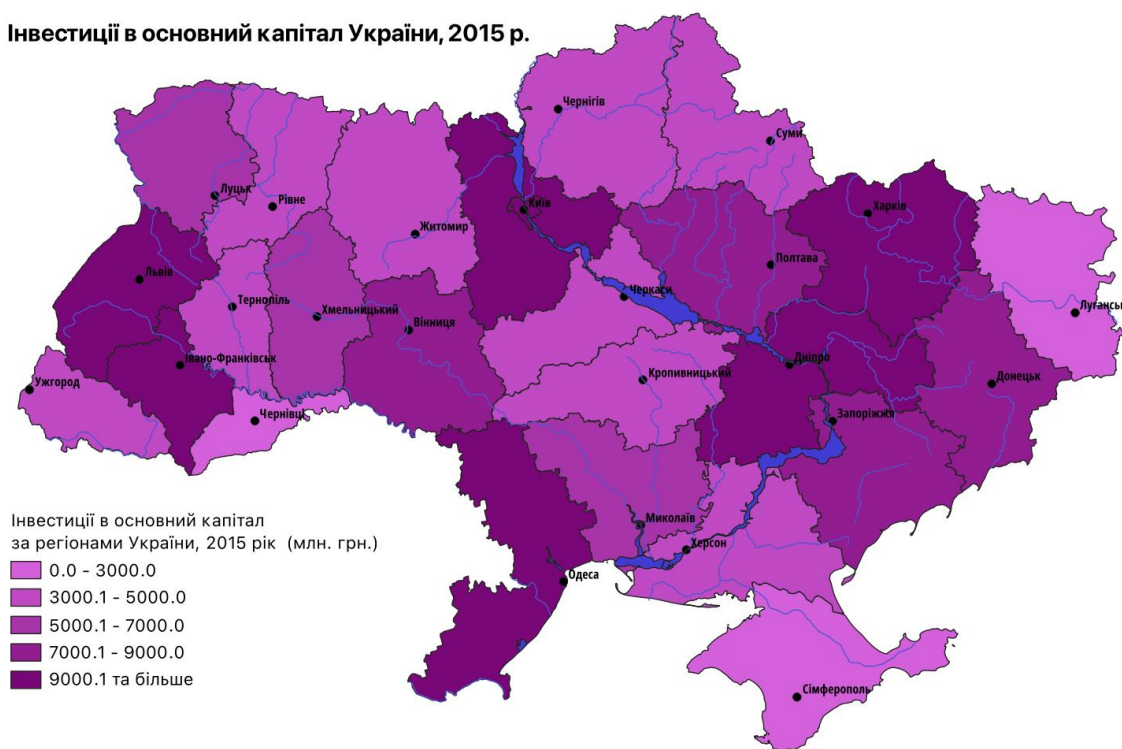 Інвестиції в основний капітал України, 2015 р.
Чернігів
Суми
Луцьк
Рівне
Київ
Харків
Житомир
Полтава
Львів
Черкаси
Тернопіль
Хмельницький
Вінниця
Луганськ
Івано-Франківськ
Дніпро
Ужгород
Кропивницький
Донецьк
Чернівці
Запоріжжя
Миколаїв
Херсон
Одеса
Сімферополь
Інвестиції в основний капітал
за регіонами України, 2015 рік (млн. грн.)
0.0 - 3000.0
3000.1 - 5000.0
5000.1 - 7000.0
7000.1 - 9000.0
9000.1 та більше